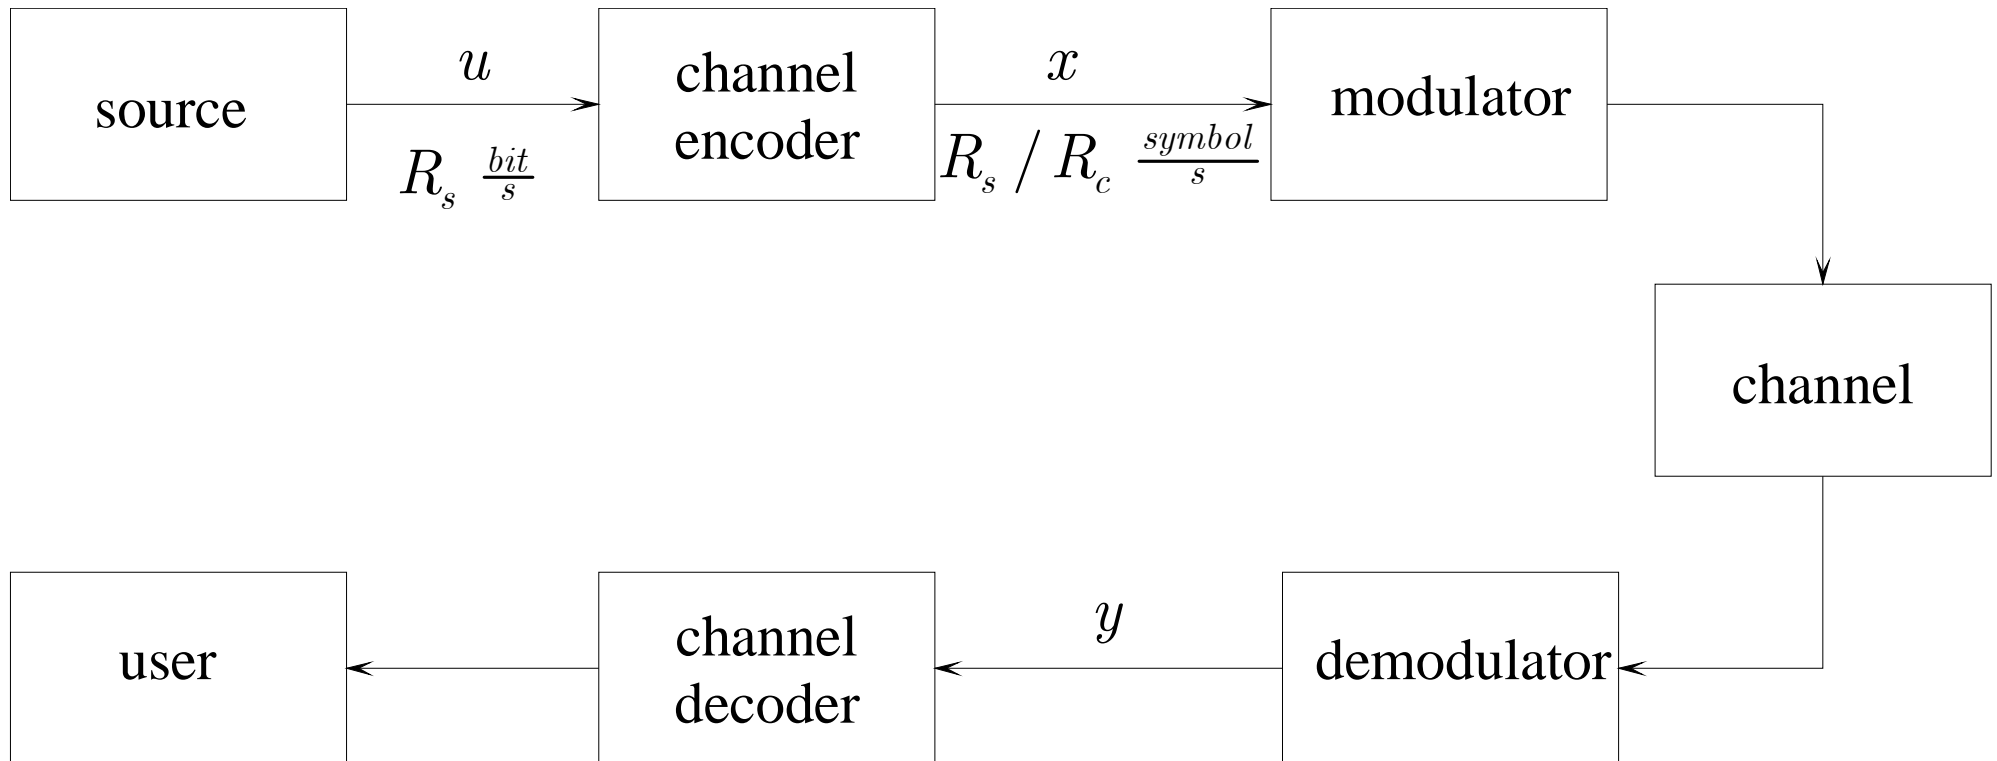 source
u
R_s bit/s
channel
encoder
x
R_s / R_c symbol/s
modulator
channel
user
channel
decoder
y
demodulator